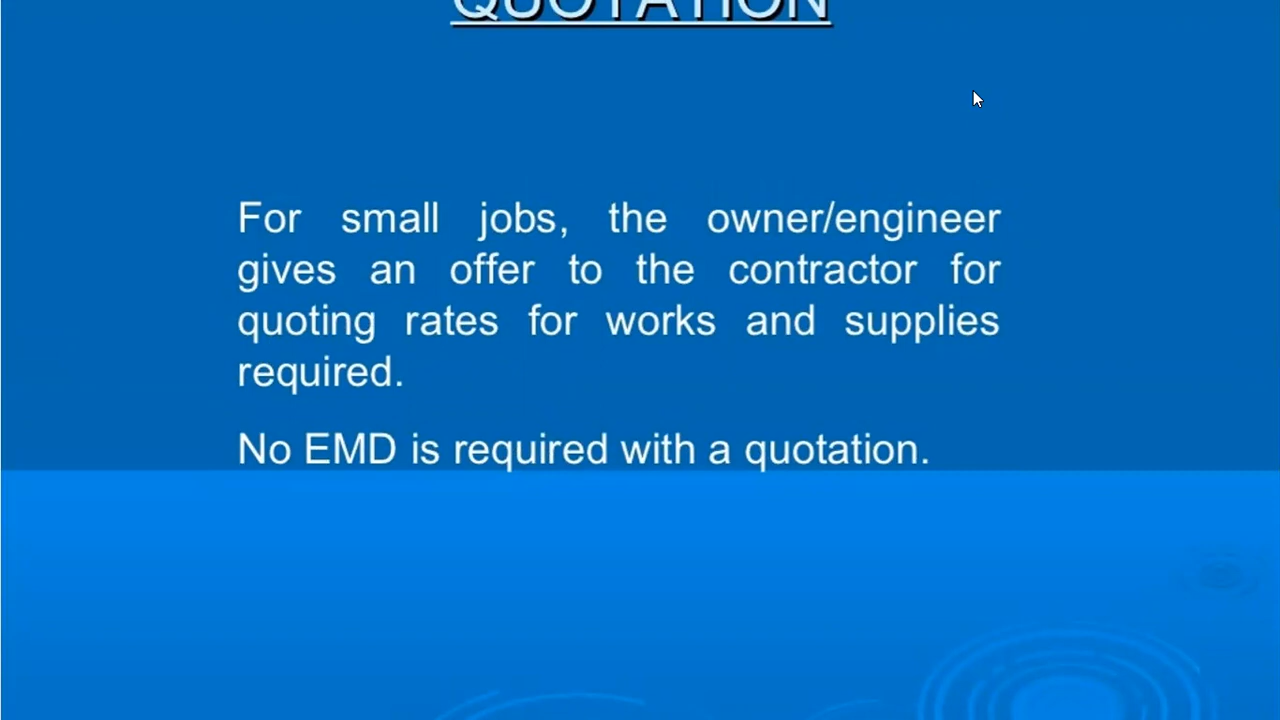 QUOTATION
For small jobs, the owner/engineer
gives an offer to the contractor for
quoting rates for works and supplies
required.
No EMD is required with a quotation.